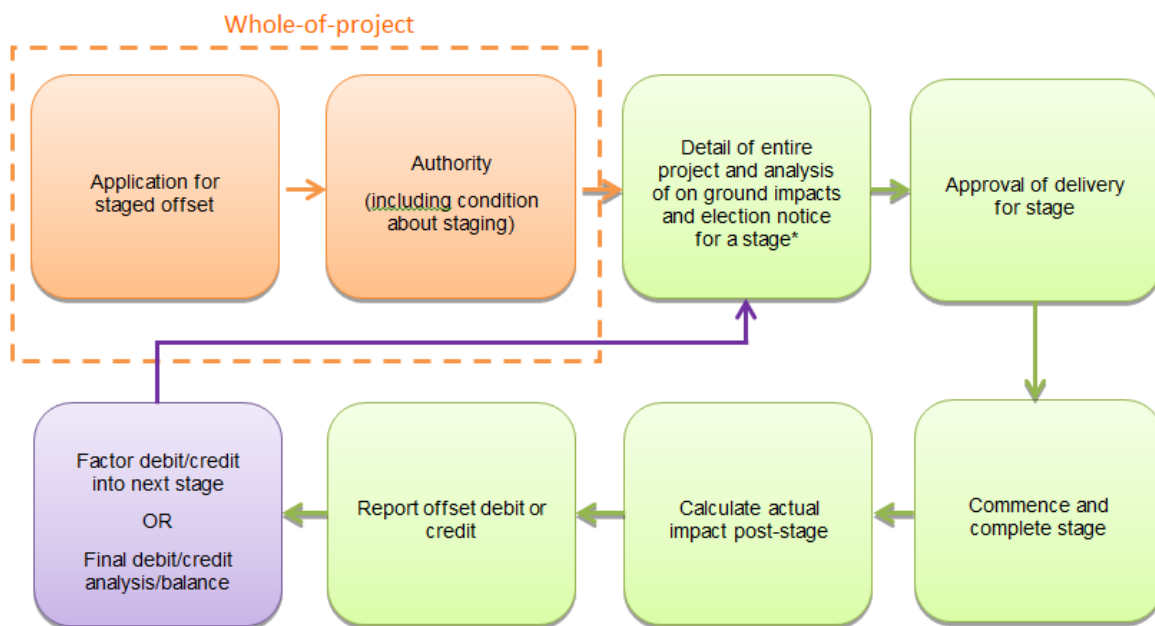 Whole-of-project
Application for
staged offset
Authority
(including condition
about staging)
Detail of entire
project and analysis
of on ground impacts
and election notice
for a stage*
Approval of delivery
for stage
Factor debit/credit
into next stage
OR
Final debit/credit
analysis/balance
Report offset debit or
credit
Calculate actual
impact post-stage
Commence and
complete stage